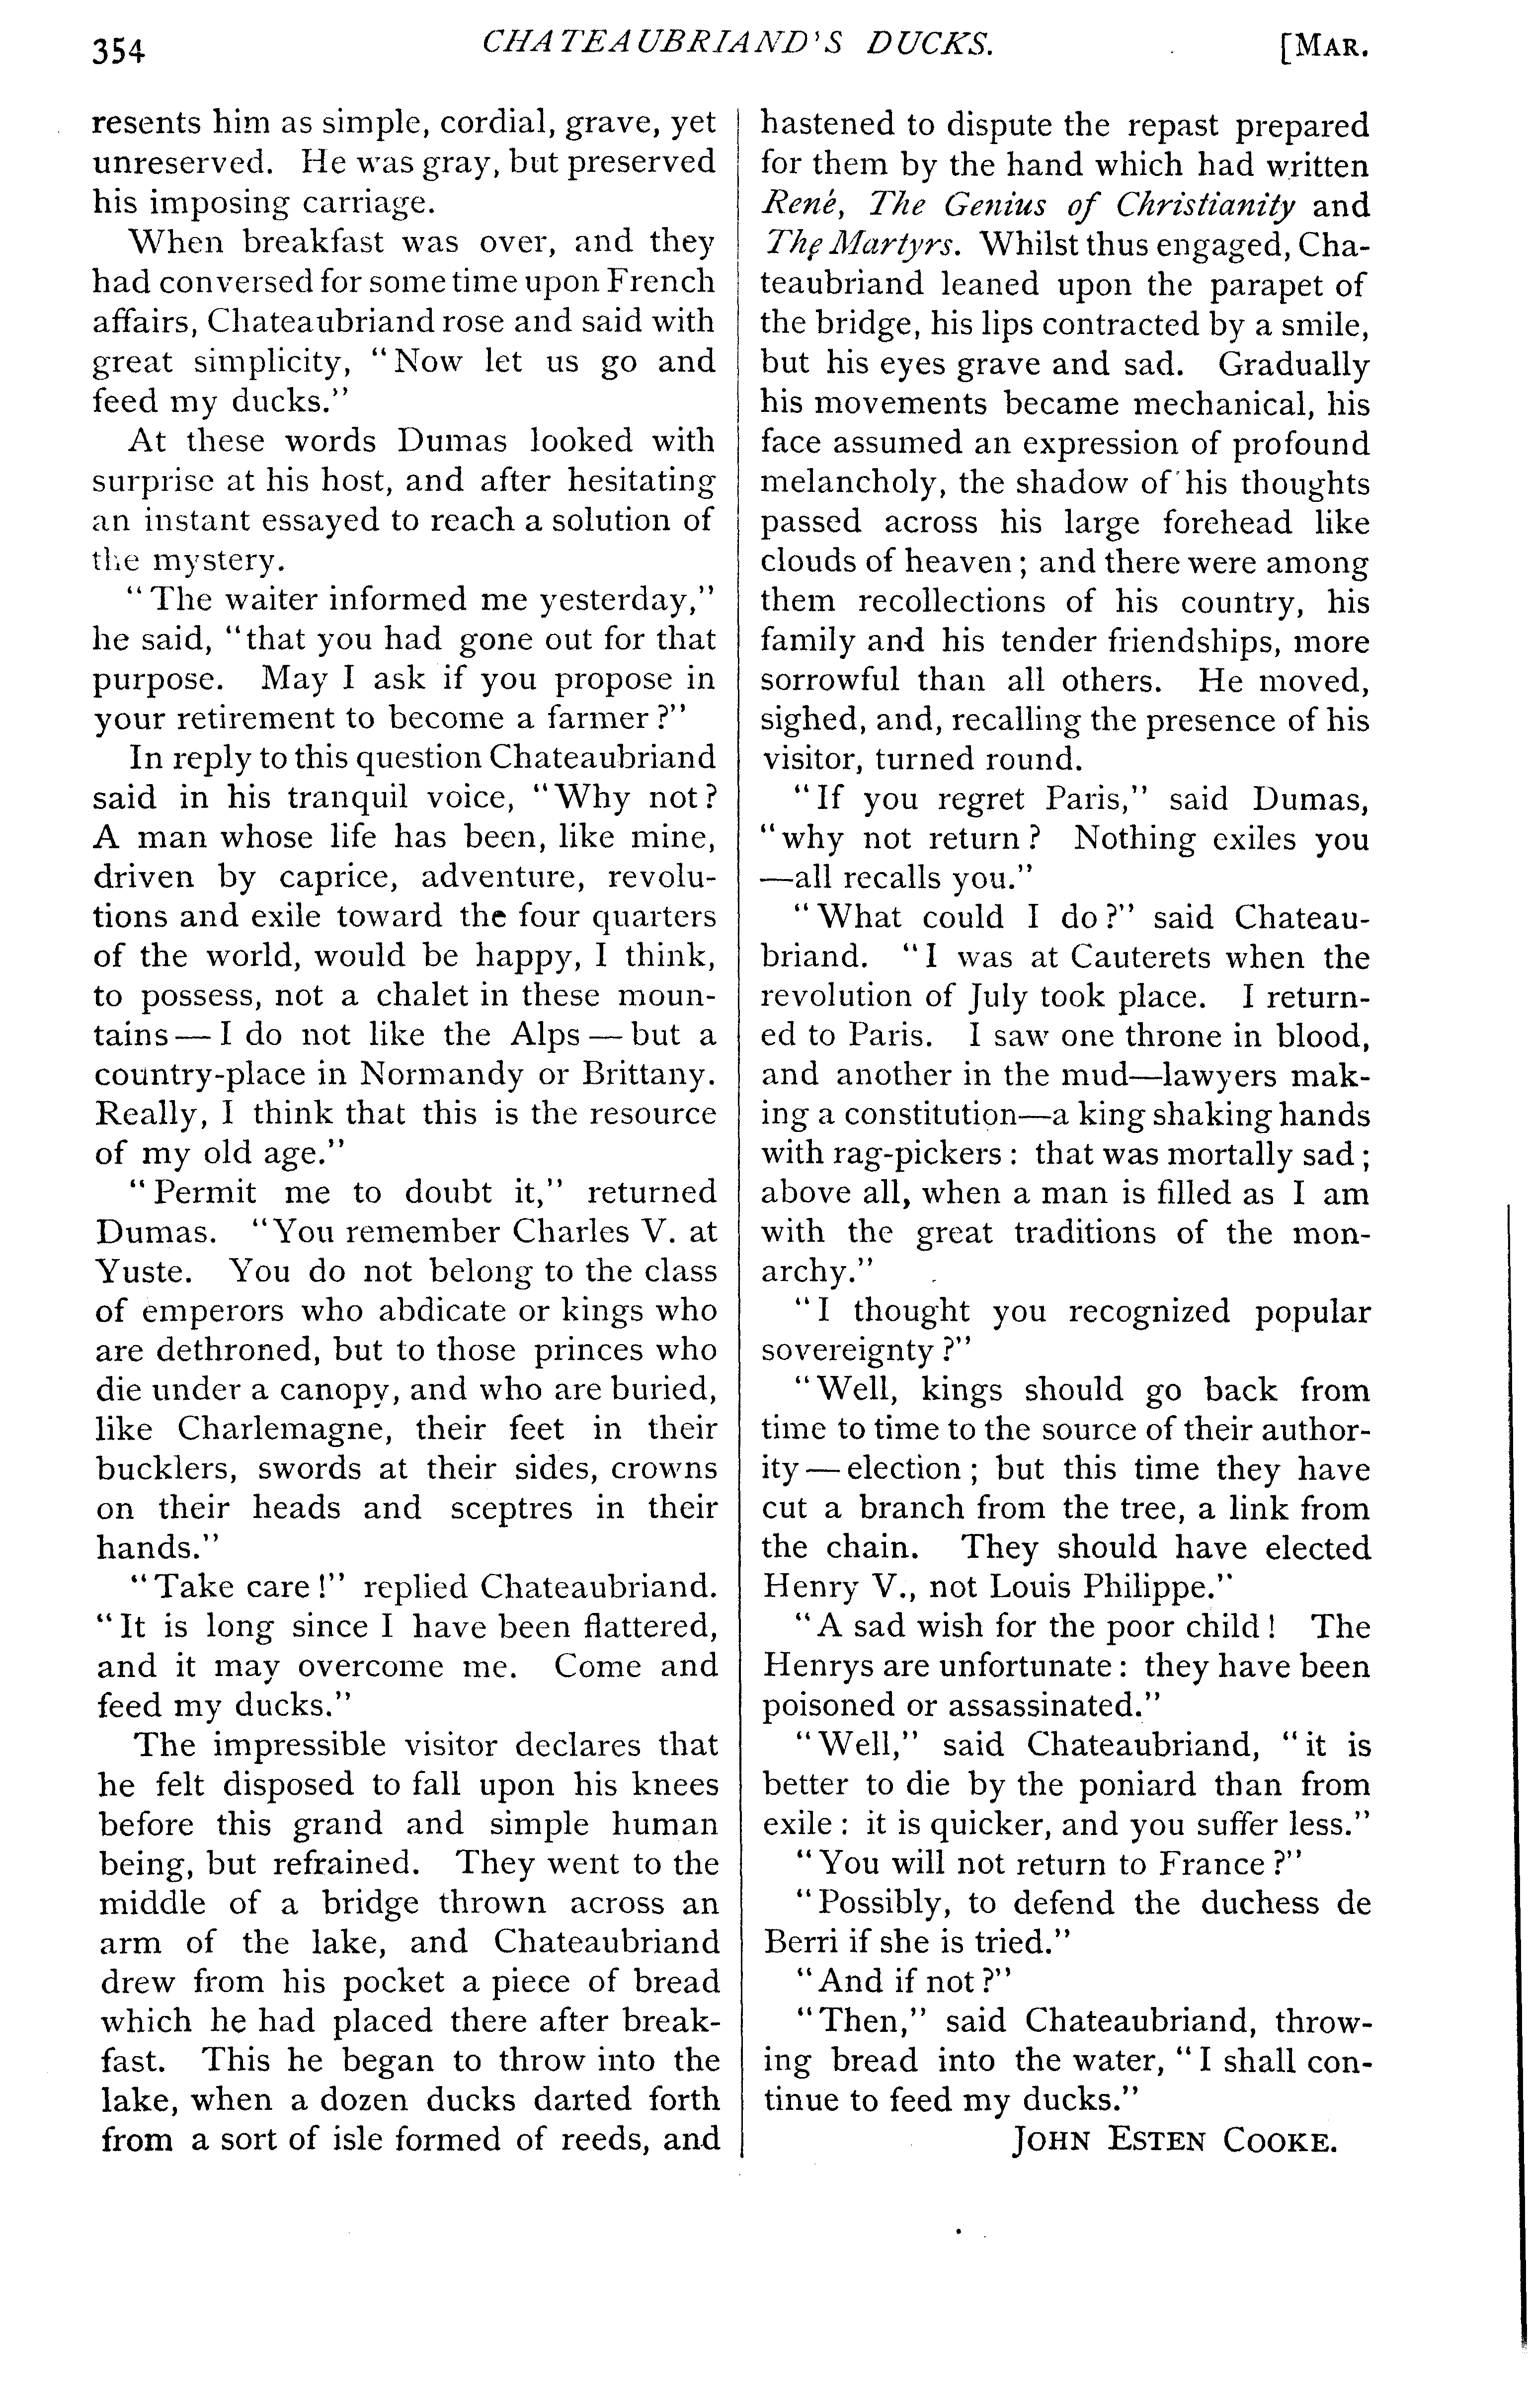 354
CHATEAUBRIAND'S DUCKS.
[MAR.
resents him as simple, cordial, grave, yet
unreserved. He was gray, but preserved
his imposing carriage.
When breakfast was over, and they
had conversed for some time upon French
affairs, Chateaubriand rose and said with
great simplicity, "Now let us go and
feed my ducks."
At these words Dumas looked with
surprise at his host, and after hesitating
an instant essayed to reach a solution of
the mystery.
"The waiter informed me yesterday,"
he said, "that you had gone out for that
purpose. May I ask if you propose in
your retirement to become a farmer?"
In reply to this question Chateaubriand
said in his tranquil voice, "Why not?
A man whose life has been, like mine,
driven by caprice, adventure, revolu-
tions and exile toward the four quarters
of the world, would be happy, I think,
to possess, not a chalet in these moun-
tains—I do not like the Alps—but a
country-place in Normandy or Brittany.
Really, I think that this is the resource
of my old age."
"Permit me to doubt it," returned
Dumas. "You remember Charles V. at
Yuste. You do not belong to the class
of emperors who abdicate or kings who
are dethroned, but to those princes who
die under a canopy, and who are buried,
like Charlemagne, their feet in their
bucklers, swords at their sides, crowns
on their heads and sceptres in their
hands."
"Take care!" replied Chateaubriand.
"It is long since I have been flattered,
and it may overcome me. Come and
feed my ducks."
The impressible visitor declares that
he felt disposed to fall upon his knees
before this grand and simple human
being, but refrained. They went to the
middle of a bridge thrown across an
arm of the lake, and Chateaubriand
drew from his pocket a piece of bread
which he had placed there after break-
fast. This he began to throw into the
lake, when a dozen ducks darted forth
from a sort of isle formed of reeds, and
hastened to dispute the repast prepared
for them by the hand which had written
René, The Genius of Christianity and
The Martyrs. Whilst thus engaged, Cha-
teaubriand leaned upon the parapet of
the bridge, his lips contracted by a smile,
but his eyes grave and sad. Gradually
his movements became mechanical, his
face assumed an expression of profound
melancholy, the shadow of his thoughts
passed across his large forehead like
clouds of heaven; and there were among
them recollections of his country, his
family and his tender friendships, more
sorrowful than all others. He moved,
sighed, and, recalling the presence of his
visitor, turned round.
"If you regret Paris," said Dumas,
"why not return? Nothing exiles you
—all recalls you."
"What could I do?" said Chateau-
briand. "I was at Cauterets when the
revolution of July took place. I return-
ed to Paris. I saw one throne in blood,
and another in the mud—lawyers mak-
ing a constitution—a king shaking hands
with rag-pickers: that was mortally sad;
above all, when a man is filled as I am
with the great traditions of the mon-
archy."
"I thought you recognized popular
sovereignty?"
"Well, kings should go back from
time to time to the source of their author-
ity—election; but this time they have
cut a branch from the tree, a link from
the chain. They should have elected
Henry V., not Louis Philippe."
"A sad wish for the poor child! The
Henrys are unfortunate: they have been
poisoned or assassinated."
"Well," said Chateaubriand, "it is
better to die by the poniard than from
exile: it is quicker, and you suffer less."
"You will not return to France?"
"Possibly, to defend the duchess de
Berri if she is tried."
"And if not?"
"Then," said Chateaubriand, throw-
ing bread into the water, "I shall con-
tinue to feed my ducks."
JOHN ESTEN COOKE.